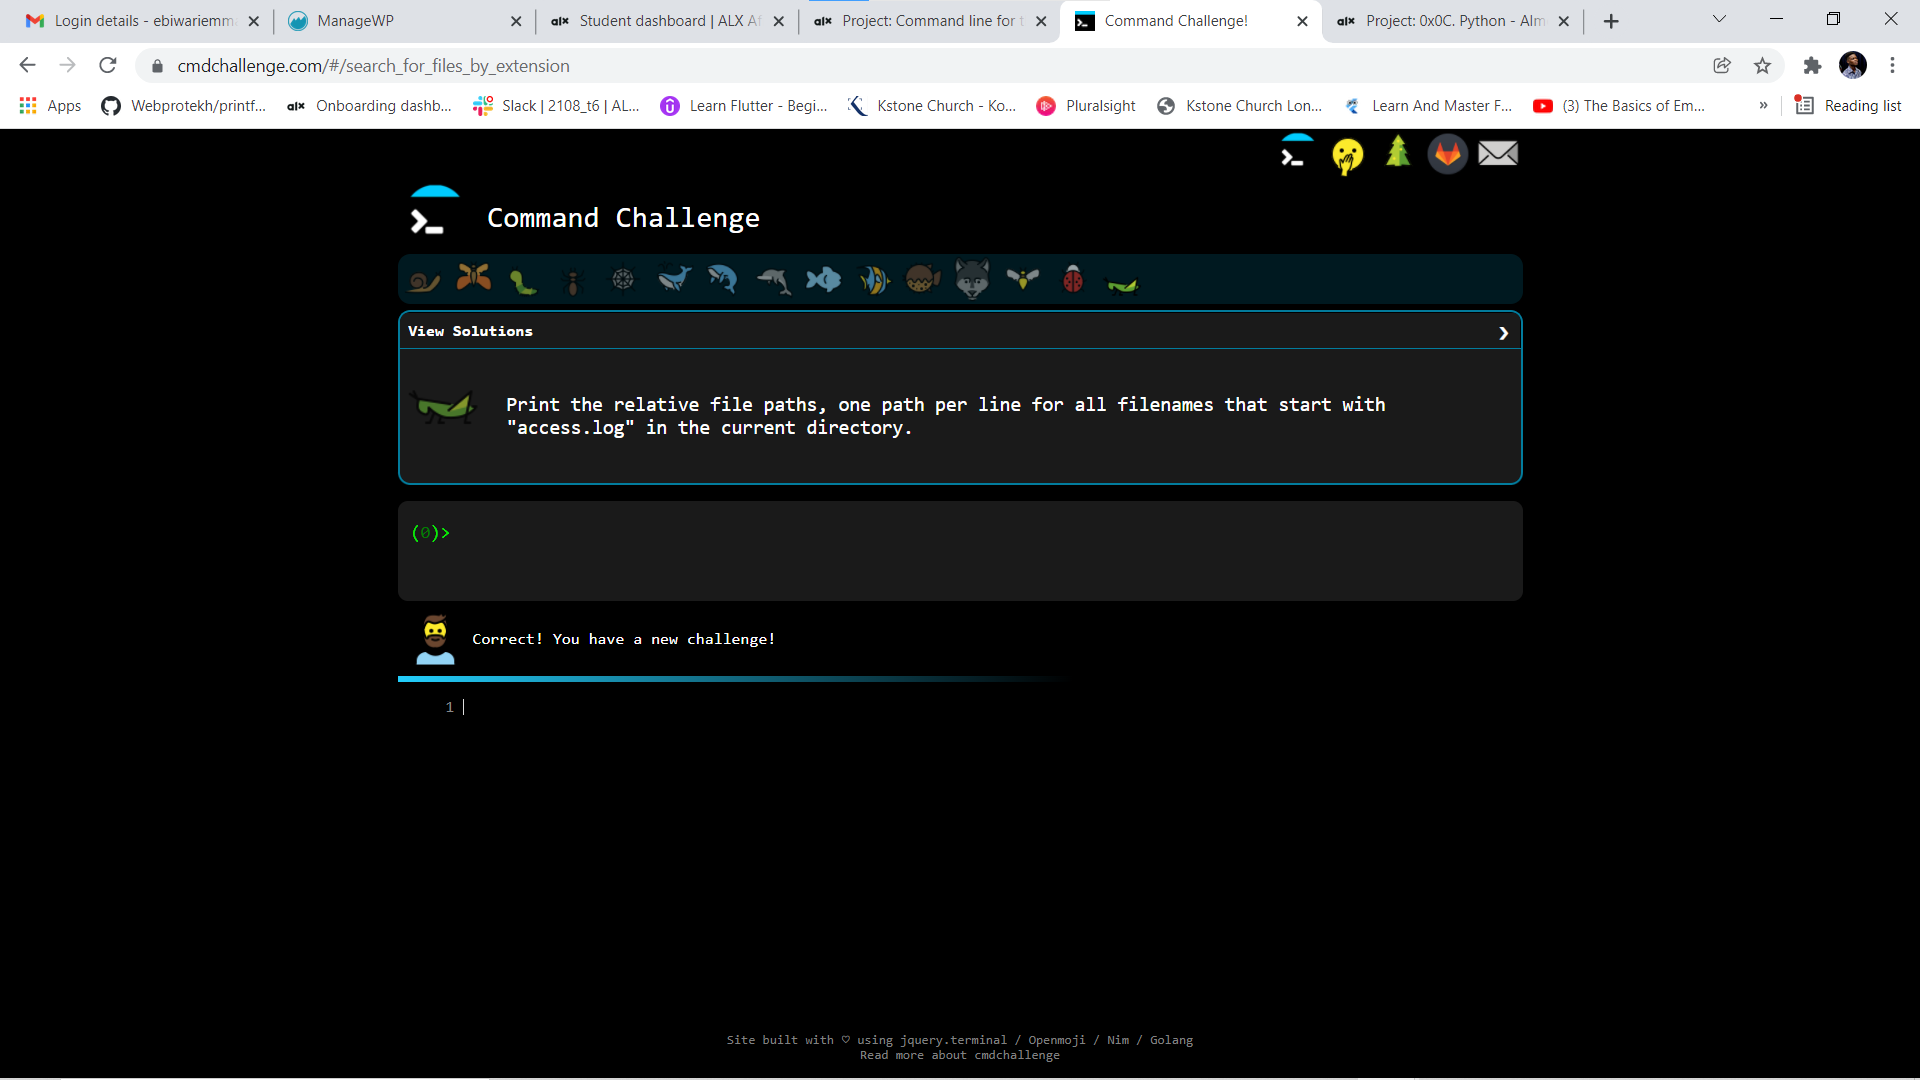 Login details - ebiwariemma
ManageWP
Student dashboard | ALX Af
Project: Command line for t
Command Challenge!
Project: 0x0C. Python - Alm
cmdchallenge.com/#/search_for_files_by_extension
Apps
Webprotekh/printf...
Onboarding dashb...
Slack | 2108_t6 | AL...
Learn Flutter - Begi...
Kstone Church - Ko...
Pluralsight
Kstone Church Lon...
Learn And Master F...
(3) The Basics of Em...
»
Reading list
Command Challenge
View Solutions
Print the relative file paths, one path per line for all filenames that start with
"access.log" in the current directory.
(0)>
Correct! You have a new challenge!
1
Site built with ♡ using jquery.terminal / Openmoji / Nim / Golang
Read more about cmdchallenge